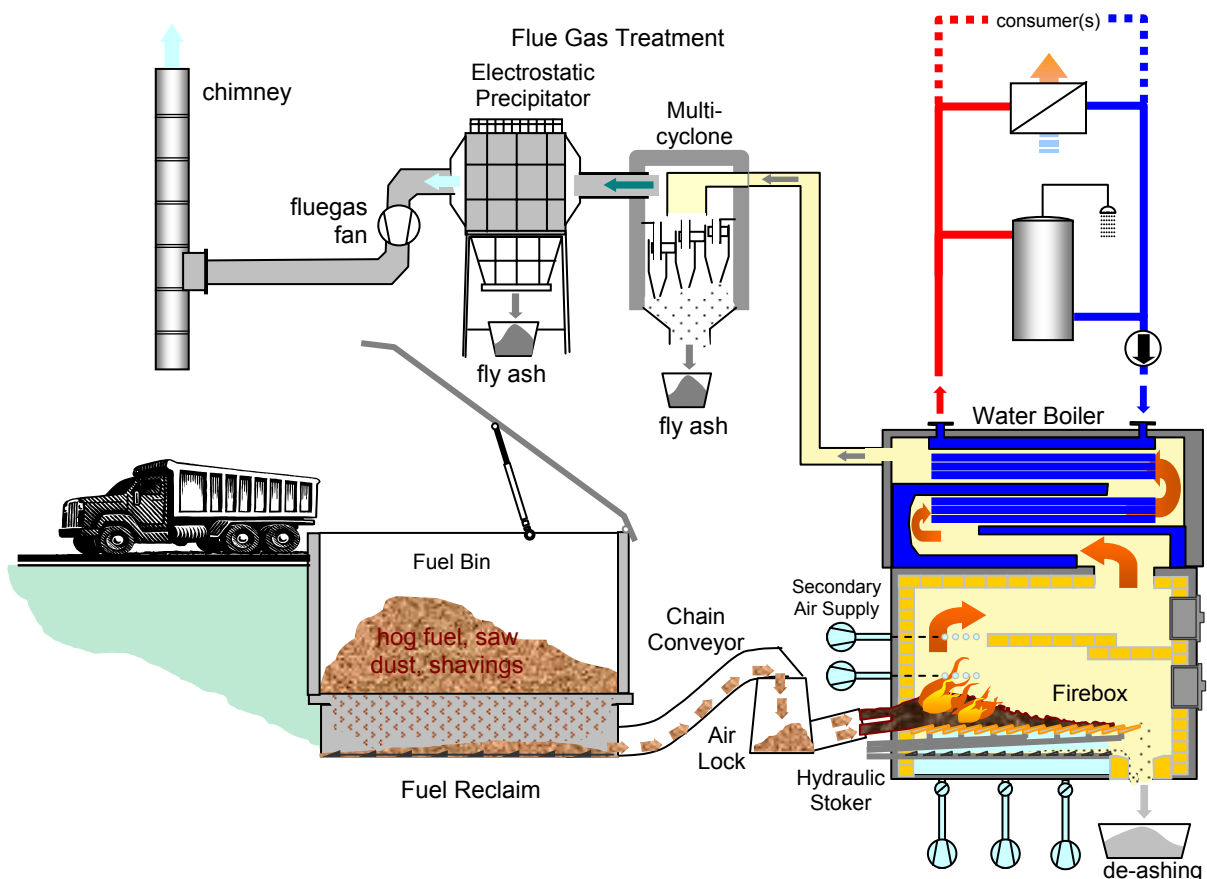 consumer(s)
Flue Gas Treatment
Electrostatic
Precipitator
chimney
Multi-
cyclone
fluegas
fan
fly ash
fly ash
Water Boiler
Fuel Bin
Secondary
Air Supply
Chain
Conveyor
hog fuel, saw
dust, shavings
Firebox
Air
Lock
Hydraulic
Stoker
Fuel Reclaim
de-ashing